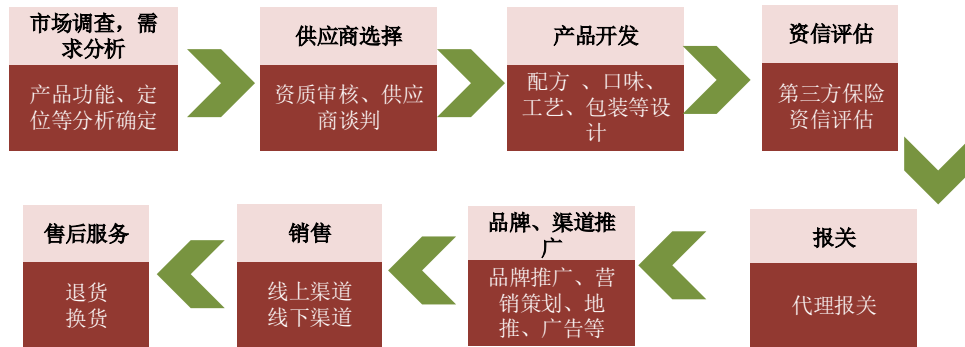 市场调查，需
求分析
产品功能、定
位等分析确定
供应商选择
资质审核、供应
商谈判
产品开发
配方 、口味、
工艺、包装等设
计
资信评估
第三方保险
资信评估
报关
代理报关
品牌、渠道推
广
品牌推广、营
销策划、地
推、广告等
销售
线上渠道
线下渠道
售后服务
退货
换货